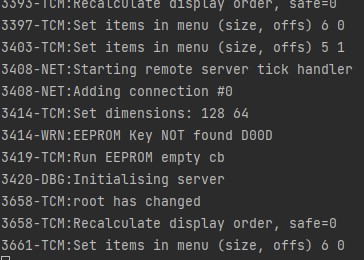 3393-TCM:Recalculate display order, safe=0
3397-TCM:Set items in menu (size, offs) 6 0
3403-TCM:Set items in menu (size, offs) 5 1
3408-NET:Starting remote server tick handler
3408-NET:Adding connection #0
3414-TCM:Set dimensions: 128 64
3414-WRN:EEPROM Key NOT found D00D
3419-TCM:Run EEPROM empty cb
3420-DBG:Initialising server
3658-TCM:root has changed
3658-TCM:Recalculate display order, safe=0
3661-TCM:Set items in menu (size, offs) 6 0